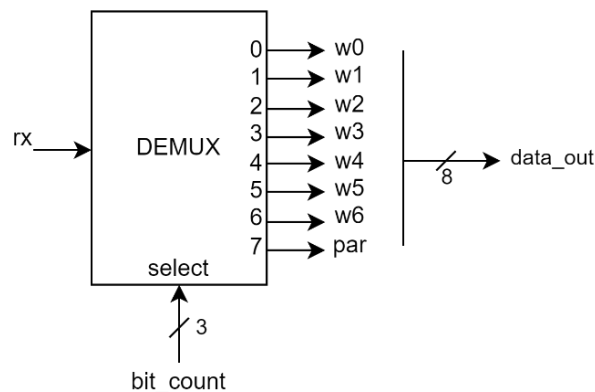 0 w0
1 w1
2 w2
rx DEMUX 3 w3
4 w4 data_out
5 w5 8
6 w6
7 par
select
3
bit_count